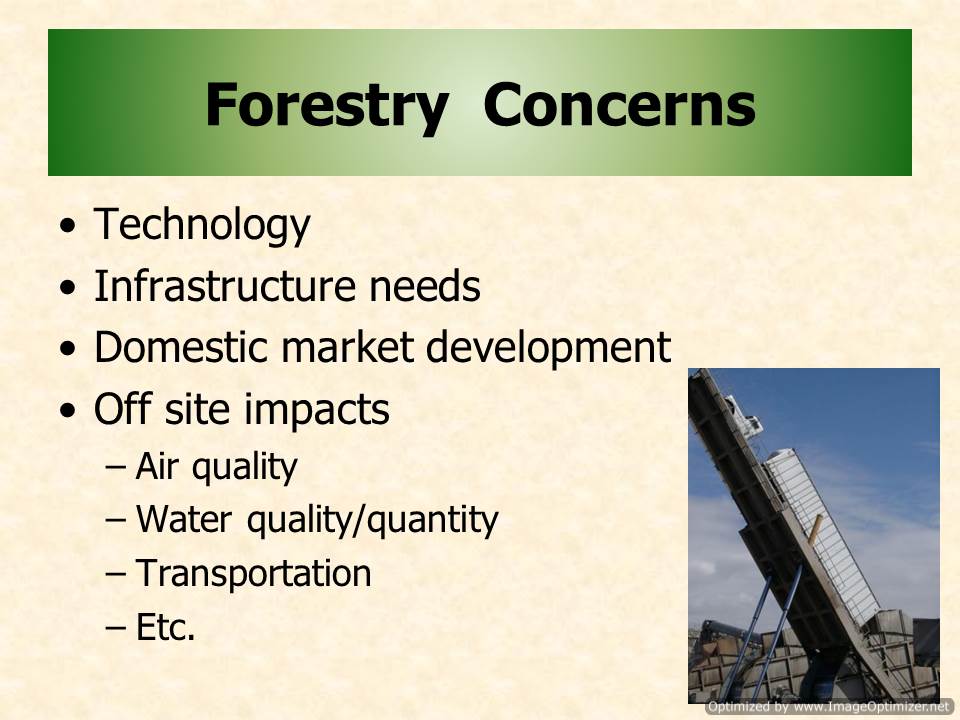 Forestry Concerns
• Technology
• Infrastructure needs
• Domestic market development
• Off site impacts
– Air quality
– Water quality/quantity
– Transportation
– Etc.
Optimized by www.ImageOptimizer.net